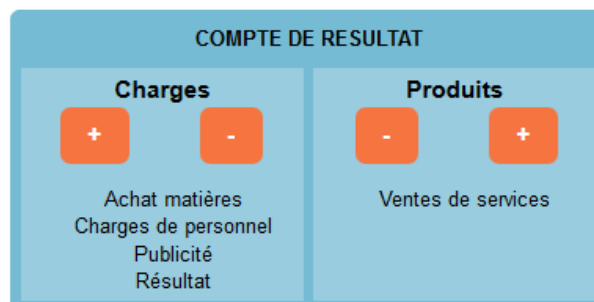 COMPTE DE RESULTAT
Charges
+ -
Achat matières
Charges de personnel
Publicité
Résultat
Produits
- +
Ventes de services